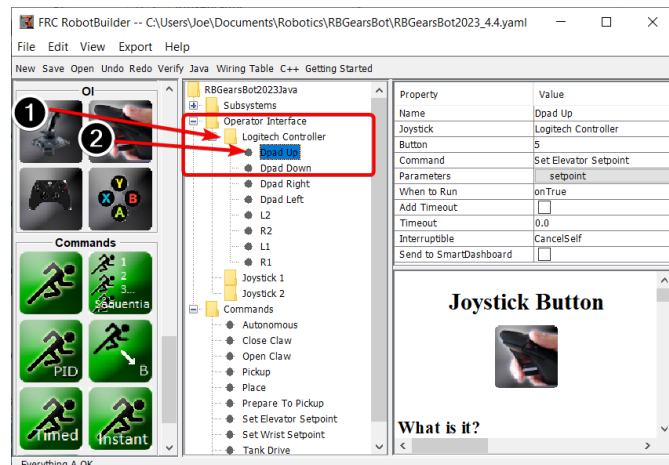 FRC RobotBuilder -- C:\Users\Joe\Documents\Robotics\RBGearsBot\RBGearsBot2023_4.4.yaml
File Edit View Export Help
New Save Open Undo Redo Verify Java Wiring Table C++ Getting Started
OI
1
2
Y
X
B
A
Commands
1
2
3...
Sequentia
PID
B
Timed
Instant
RBGearsBot2023Java
Subsystems
Operator Interface
Logitech Controller
Dpad Up
Dpad Down
Dpad Right
Dpad Left
L2
R2
L1
R1
Joystick 1
Joystick 2
Commands
Autonomous
Close Claw
Open Claw
Pickup
Place
Prepare To Pickup
Set Elevator Setpoint
Set Wrist Setpoint
Tank Drive
Property Value
Name Dpad Up
Joystick Logitech Controller
Button 5
Command Set Elevator Setpoint
Parameters setpoint
When to Run onTrue
Add Timeout
Timeout 0.0
Interruptible CancelSelf
Send to SmartDashboard
Joystick Button
What is it?
Everything A OK